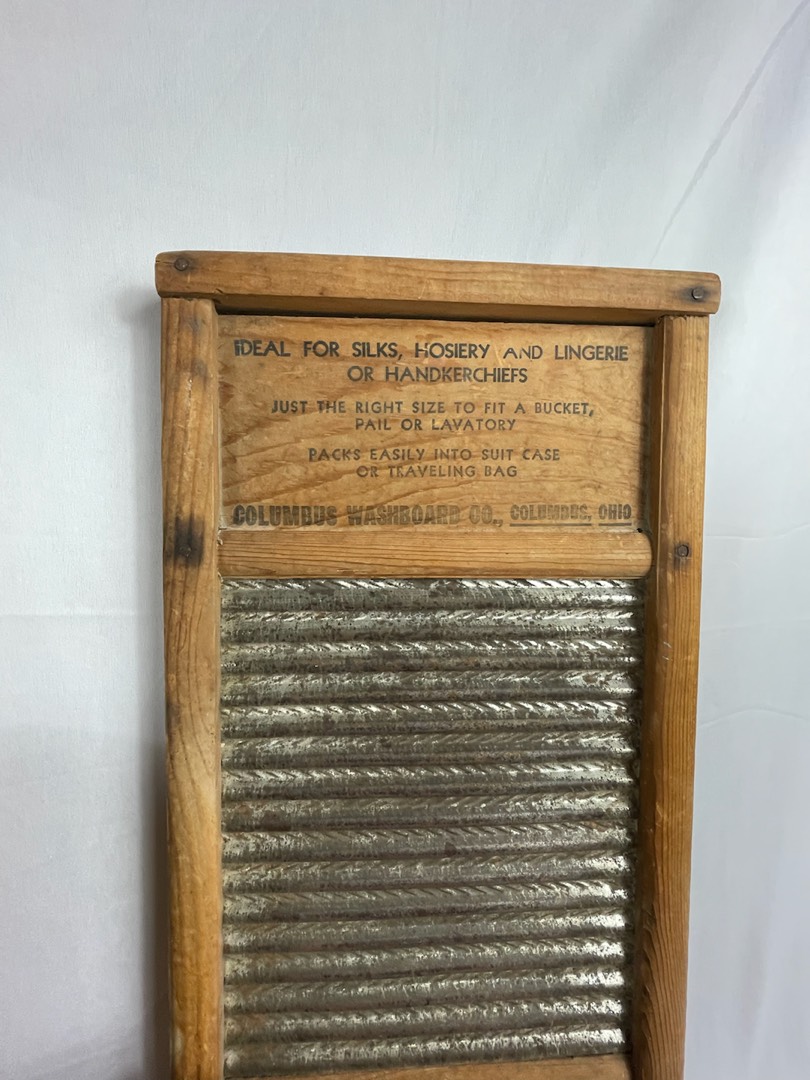 IDEAL FOR SILKS, HOSIERY AND LINGERIE
OR HANDKERCHIEFS
JUST THE RIGHT SIZE TO FIT A BUCKET,
PAIL OR LAVATORY
PACKS EASILY INTO SUIT CASE
OR TRAVELING BAG
COLUMBUS WASHBOARD CO., COLUMBUS, OHIO